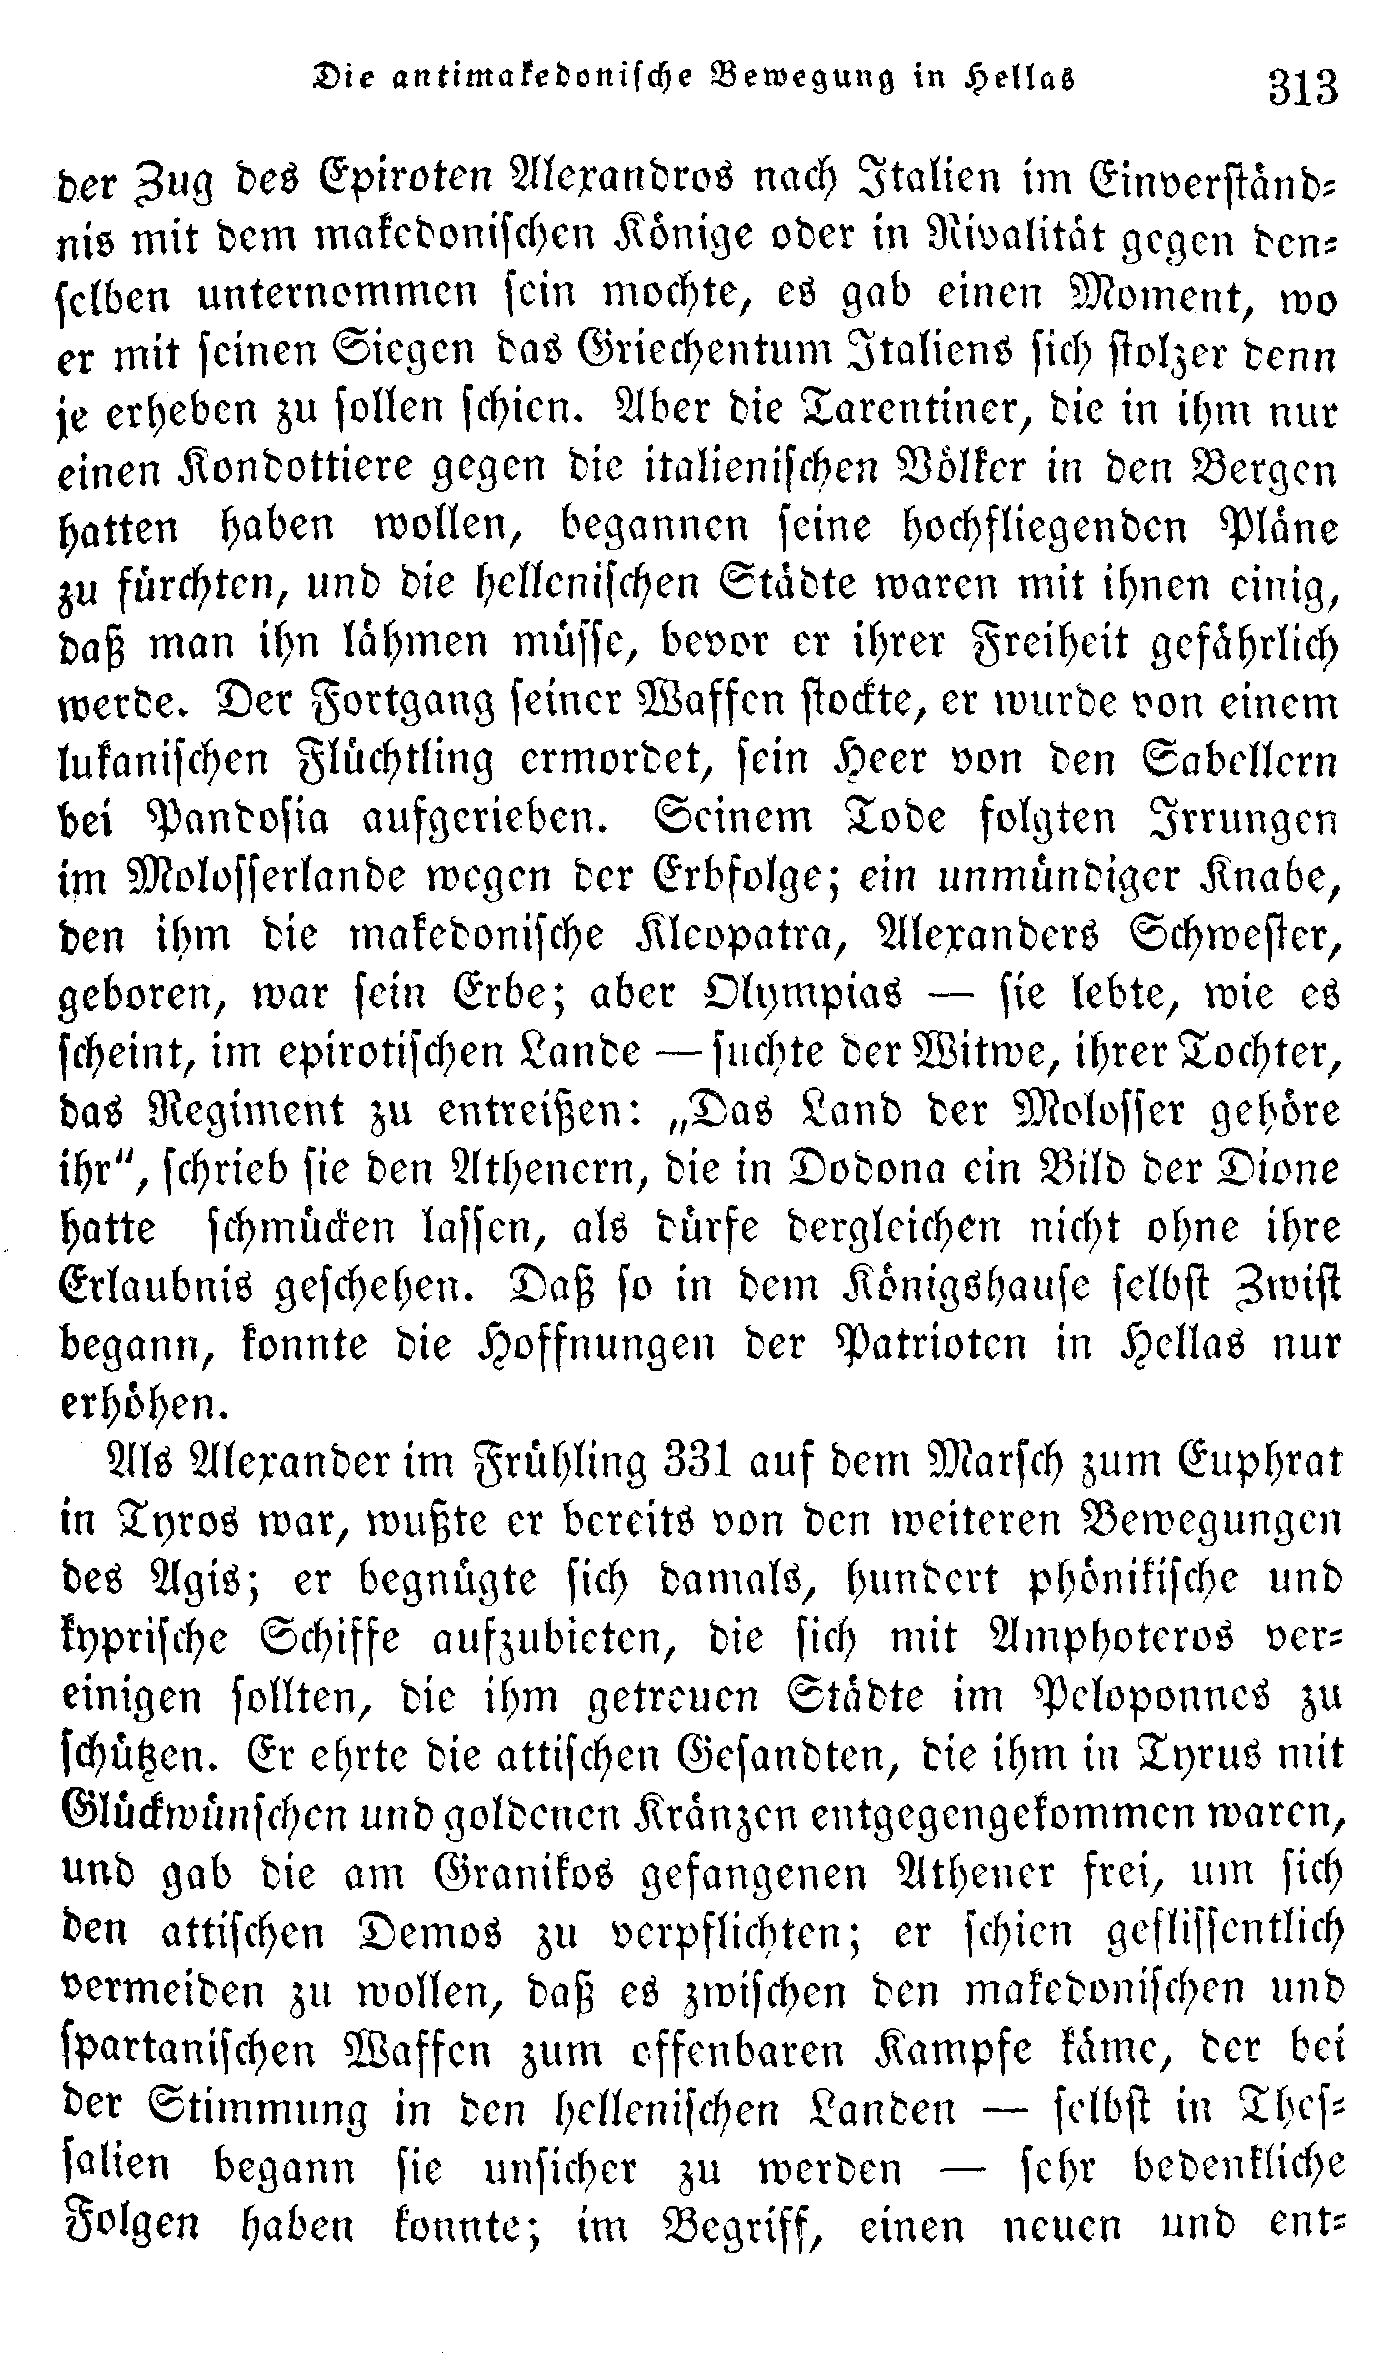 Die antimakedonische Bewegung in Hellas 313
der Zug des Epiroten Alexandros nach Italien im Einverständ-
nis mit dem makedonischen Könige oder in Rivalität gegen den-
selben unternommen sein mochte, es gab einen Moment, wo
er mit seinen Siegen das Griechentum Italiens sich stolzer denn
je erheben zu sollen schien. Aber die Tarentiner, die in ihm nur
einen Kondottiere gegen die italienischen Völker in den Bergen
hatten haben wollen, begannen seine hochfliegenden Pläne
zu fürchten, und die hellenischen Städte waren mit ihnen einig,
daß man ihn lähmen müsse, bevor er ihrer Freiheit gefährlich
werde. Der Fortgang seiner Waffen stockte, er wurde von einem
lukanischen Flüchtling ermordet, sein Heer von den Sabellern
bei Pandosia aufgerieben. Seinem Tode folgten Irrungen
im Molosserlande wegen der Erbfolge; ein unmündiger Knabe,
den ihm die makedonische Kleopatra, Alexanders Schwester,
geboren, war sein Erbe; aber Olympias — sie lebte, wie es
scheint, im epirotischen Lande — suchte der Witwe, ihrer Tochter,
das Regiment zu entreißen: „Das Land der Molosser gehöre
ihr“, schrieb sie den Athenern, die in Dodona ein Bild der Dione
hatte schmücken lassen, als dürfe dergleichen nicht ohne ihre
Erlaubnis geschehen. Daß so in dem Königshause selbst Zwist
begann, konnte die Hoffnungen der Patrioten in Hellas nur
erhöhen.
Als Alexander im Frühling 331 auf dem Marsch zum Euphrat
in Tyros war, wußte er bereits von den weiteren Bewegungen
des Agis; er begnügte sich damals, hundert phönikische und
kyprische Schiffe aufzubieten, die sich mit Amphoteros ver-
einigen sollten, die ihm getreuen Städte im Peloponnes zu
schützen. Er ehrte die attischen Gesandten, die ihm in Tyrus mit
Glückwünschen und goldenen Kränzen entgegengekommen waren,
und gab die am Granikos gefangenen Athener frei, um sich
den attischen Demos zu verpflichten; er schien geflissentlich
vermeiden zu wollen, daß es zwischen den makedonischen und
spartanischen Waffen zum offenbaren Kampfe käme, der bei
der Stimmung in den hellenischen Landen — selbst in Thes-
salien begann sie unsicher zu werden — sehr bedenkliche
Folgen haben konnte; im Begriff, einen neuen und ent-